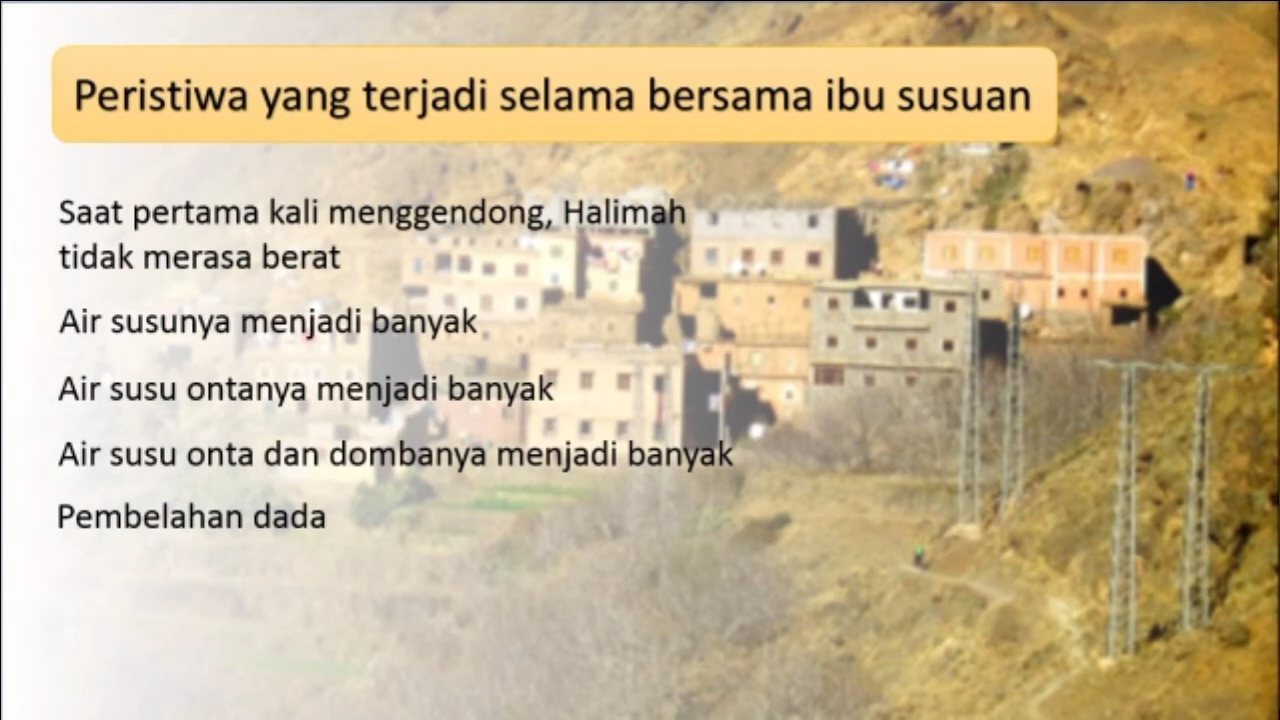 Peristiwa yang terjadi selama bersama ibu susuan
Saat pertama kali menggendong, Halimah
tidak merasa berat
Air susunya menjadi banyak
Air susu ontanya menjadi banyak
Air susu onta dan dombanya menjadi banyak
Pembelahan dada